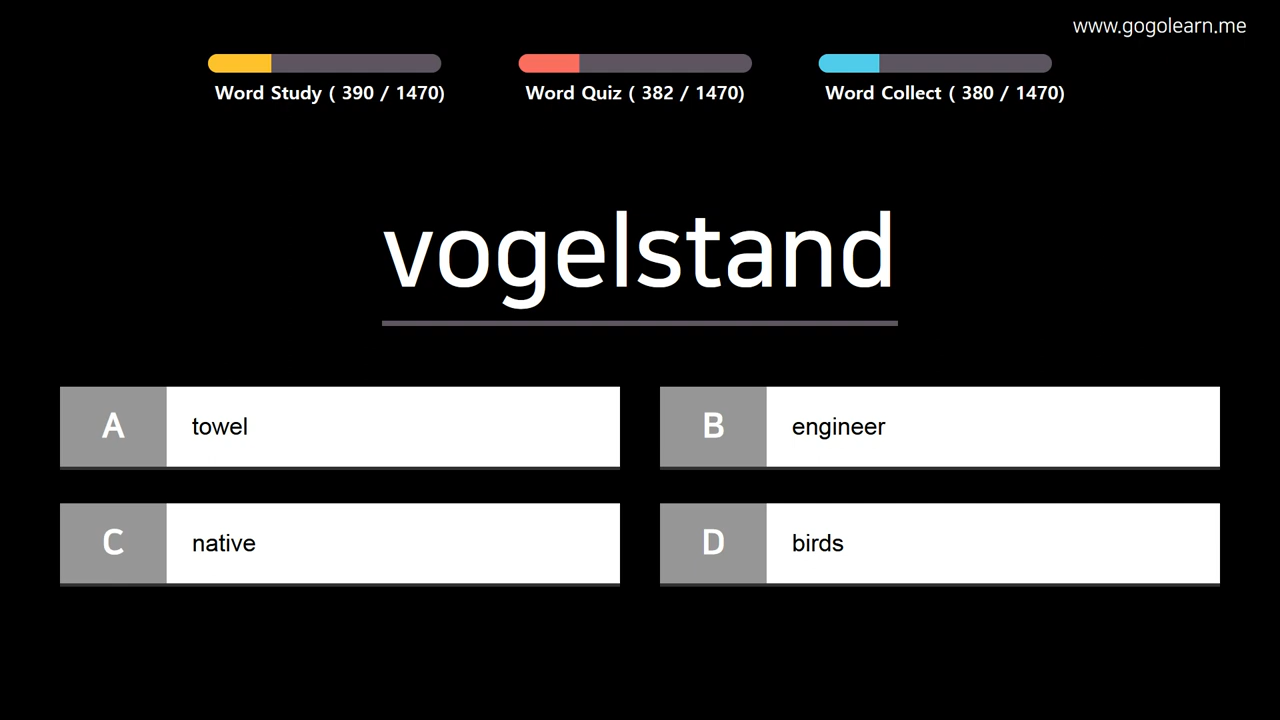 www.gogolearn.me
Word Study ( 390 / 1470)
Word Quiz ( 382 / 1470)
Word Collect ( 380 / 1470)
vogelstand
A towel
B engineer
C native
D birds